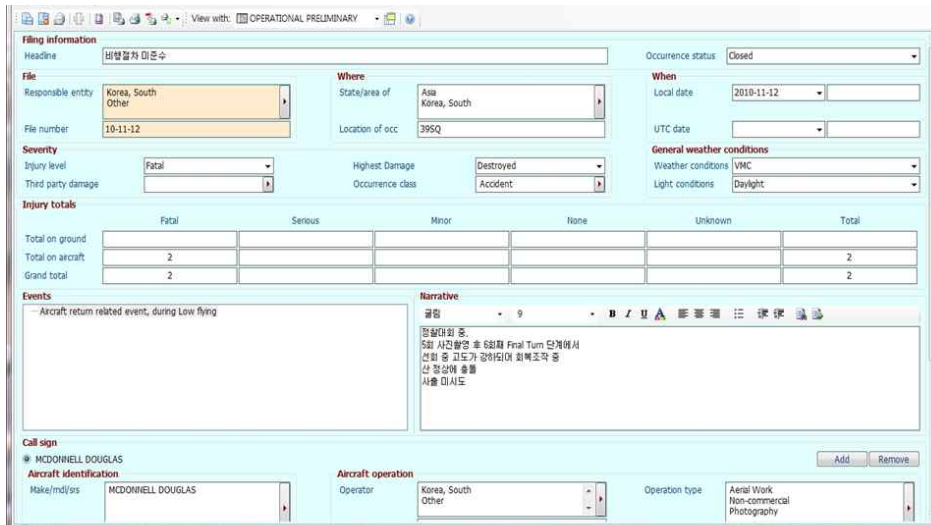 View with: OPERATIONAL PRELIMINARY
Filing information
Headline 비행절차 미준수 Occurrence status Closed
File Where When
Responsible entity Korea, South Other State/area of Asia Korea, South Local date 2010-11-12
File number 10-11-12 Location of occ 39SQ UTC date
Severity General weather conditions
Injury level Fatal Highest Damage Destroyed Weather conditions VMC
Third party damage Occurrence class Accident Light conditions Daylight
Injury totals
Fatal Serious Minor None Unknown Total
Total on ground
Total on aircraft 2 2
Grand total 2 2
Events Narrative
Aircraft return related event, during Low flying
굴림 9 B I U A
정찰대회 중,
5회 사진촬영 후 6회째 Final Turn 단계에서
선회 중 고도가 강하되어 회복조작 중
산 정상에 충돌
사출 미시도
Call sign
MCDONNELL DOUGLAS Add Remove
Aircraft identification Aircraft operation
Make/mdl/srs MCDONNELL DOUGLAS Operator Korea, South Other Operation type Aerial Work Non-commercial Photography